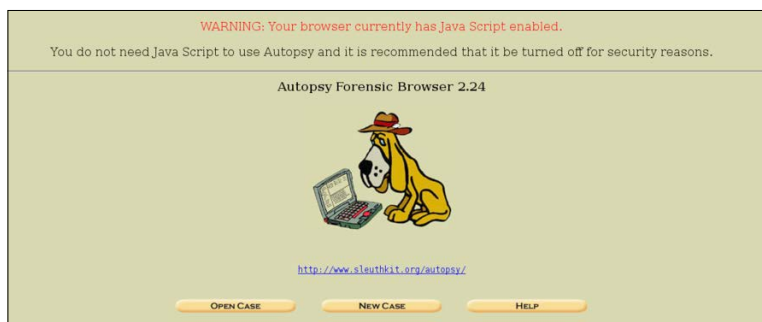 WARNING: Your browser currently has Java Script enabled.
You do not need Java Script to use Autopsy and it is recommended that it be turned off for security reasons.
Autopsy Forensic Browser 2.24
http://www.sleuthkit.org/autopsy/
OPEN CASE NEW CASE HELP